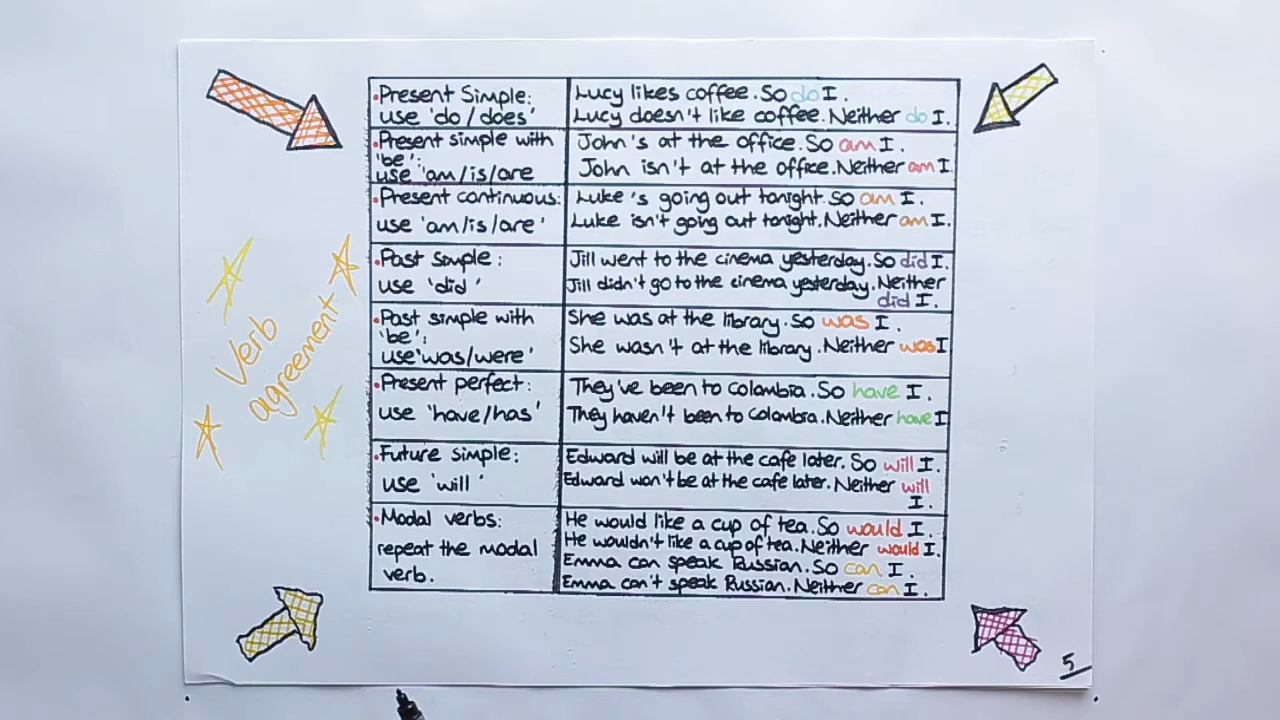 •Present Simple:
use 'do/does'
Lucy likes coffee. So do I.
Lucy doesn't like coffee. Neither do I.
•Present simple with
'be':
use 'am/is/are
John's at the office. So am I.
John isn't at the office. Neither am I
•Present continuous:
use 'am/is/are'
Luke's going out tonight. So am I.
Luke isn't going out tonight. Neither am I.
•Past simple:
use 'did'
Jill went to the cinema yesterday. So did I.
Jill didn't go to the cinema yesterday. Neither
did I.
•Past simple with
'be':
use 'was/were'
She was at the library. So was I.
She wasn't at the library. Neither was I
•Present perfect:
use 'have/has'
They've been to Colombia. So have I.
They haven't been to Colombia. Neither have I
•Future simple:
use 'will'
Edward will be at the cafe later. So will I.
Edward won't be at the cafe later. Neither will
I.
•Modal verbs:
repeat the modal
verb.
He would like a cup of tea. So would I.
He wouldn't like a cup of tea. Neither would I.
Emma can speak Russian. So can I.
Emma can't speak Russian. Neither can I.
Verb
agreement
5